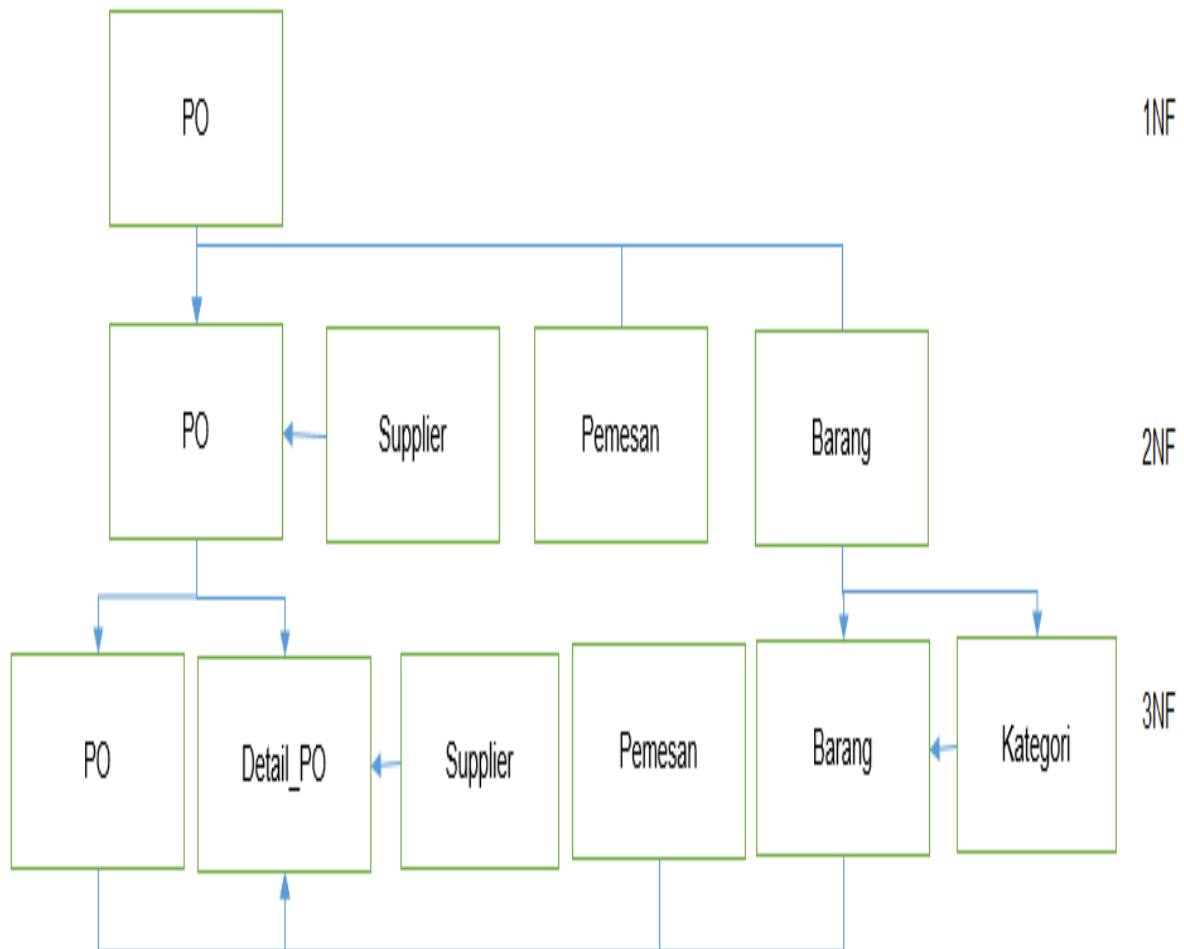 PO
1NF
PO
Supplier
Pemesan
Barang
2NF
PO
Detail_PO
Supplier
Pemesan
Barang
Kategori
3NF